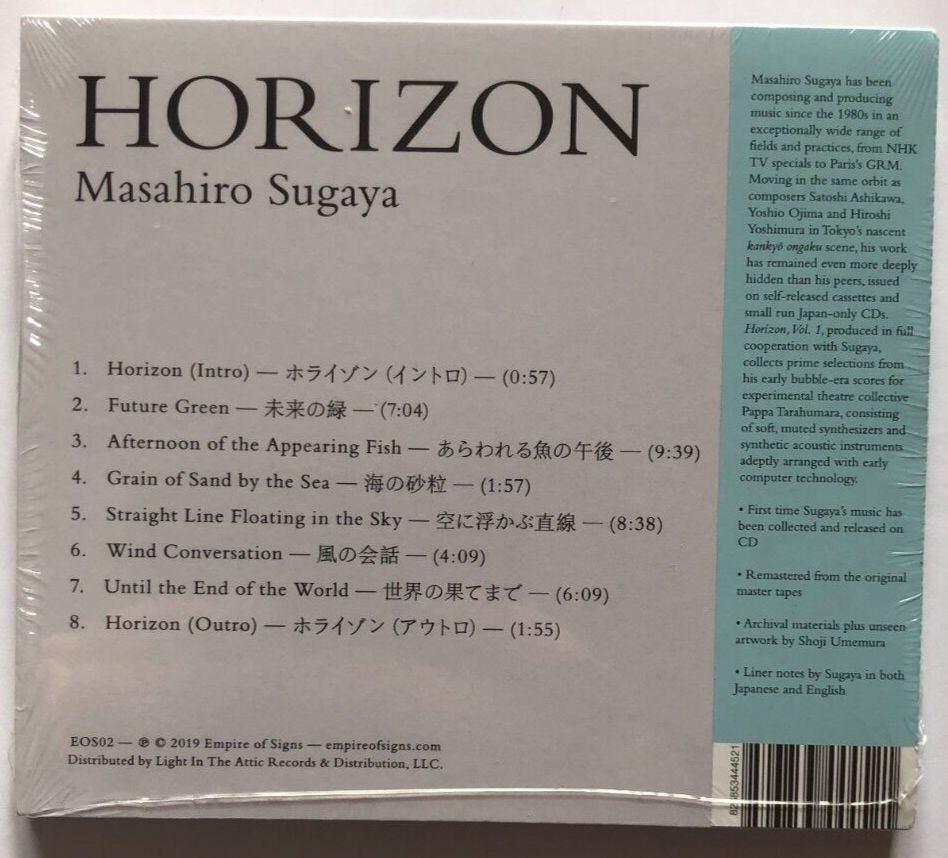 HORIZON
Masahiro Sugaya
1. Horizon (Intro) — ホライゾン (イントロ) — (0:57)
2. Future Green — 未来の緑 — (7:04)
3. Afternoon of the Appearing Fish — あらわれる魚の午後 — (9:39)
4. Grain of Sand by the Sea — 海の砂粒 — (1:57)
5. Straight Line Floating in the Sky — 空に浮かぶ直線 — (8:38)
6. Wind Conversation — 風の会話 — (4:09)
7. Until the End of the World — 世界の果てまで — (6:09)
8. Horizon (Outro) — ホライゾン (アウトロ) — (1:55)
EOS02 — ℗ © 2019 Empire of Signs — empireofsigns.com
Distributed by Light In The Attic Records & Distribution, LLC.
Masahiro Sugaya has been
composing and producing
music since the 1980s in an
exceptionally wide range of
fields and practices, from NHK
TV specials to Paris's GRM.
Moving in the same orbit as
composers Satoshi Ashikawa,
Yoshio Ojima and Hiroshi
Yoshimura in Tokyo's nascent
kankyō ongaku scene, his work
has remained even more deeply
hidden than his peers, issued
on self-released cassettes and
small run Japan-only CDs.
Horizon, Vol. 1, produced in full
cooperation with Sugaya,
collects prime selections from
his early bubble-era scores for
experimental theatre collective
Pappa Tarahumara, consisting
of soft, muted synthesizers and
synthetic acoustic instruments
adeptly arranged with early
computer technology.
• First time Sugaya's music has
been collected and released on
CD
• Remastered from the original
master tapes
• Archival materials plus unseen
artwork by Shoji Umemura
• Liner notes by Sugaya in both
Japanese and English